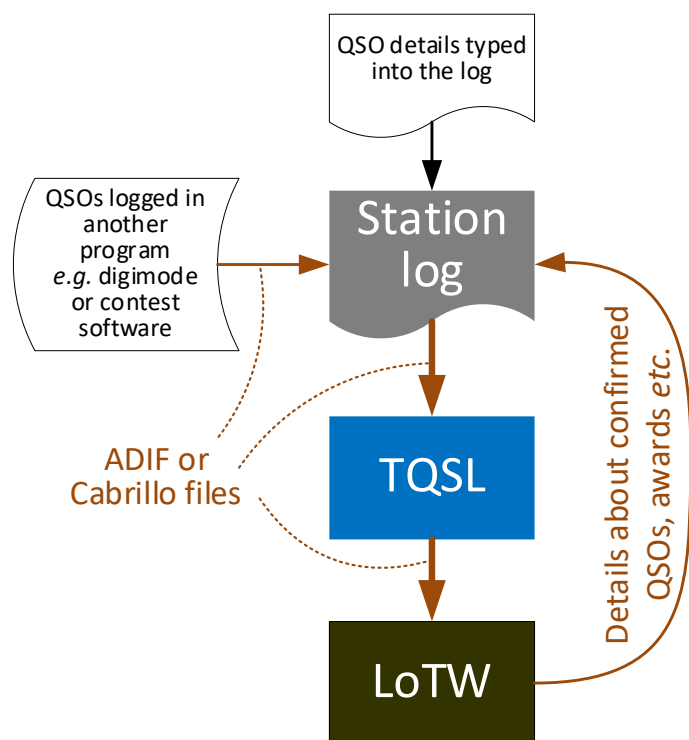 QSO details typed
into the log
QSOs logged in
another
program
e.g. digimode
or contest
software
Station
log
ADIF or
Cabrillo files
TQSL
LoTW
Details about confirmed
QSOs, awards etc.